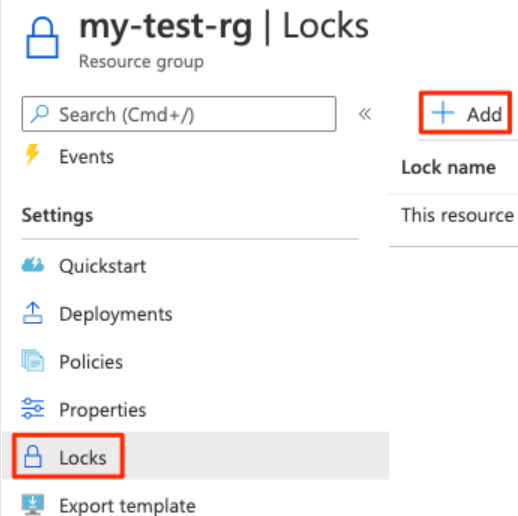 my-test-rg | Locks
Resource group
Search (Cmd+/)
«
Add
Events
Lock name
Settings
This resource
Quickstart
Deployments
Policies
Properties
Locks
Export template